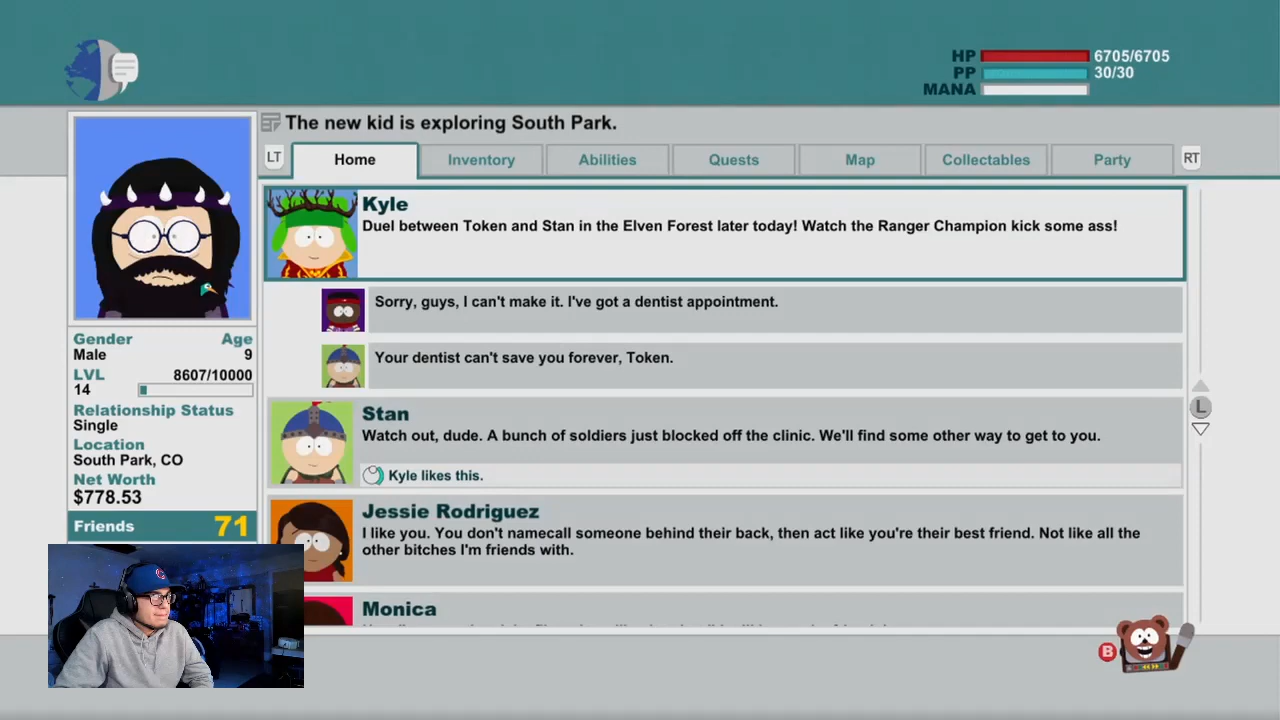 HP 6705/6705
PP 30/30
MANA
The new kid is exploring South Park.
LT Home Inventory Abilities Quests Map Collectables Party RT
Kyle
Duel between Token and Stan in the Elven Forest later today! Watch the Ranger Champion kick some ass!
Sorry, guys, I can't make it. I've got a dentist appointment.
Your dentist can't save you forever, Token.
Stan
Watch out, dude. A bunch of soldiers just blocked off the clinic. We'll find some other way to get to you.
Kyle likes this.
Jessie Rodriguez
I like you. You don't namecall someone behind their back, then act like you're their best friend. Not like all the
other bitches I'm friends with.
Monica
Gender Age
Male 9
LVL 8607/10000
14
Relationship Status
Single
Location
South Park, CO
Net Worth
$778.53
Friends 71
L
B